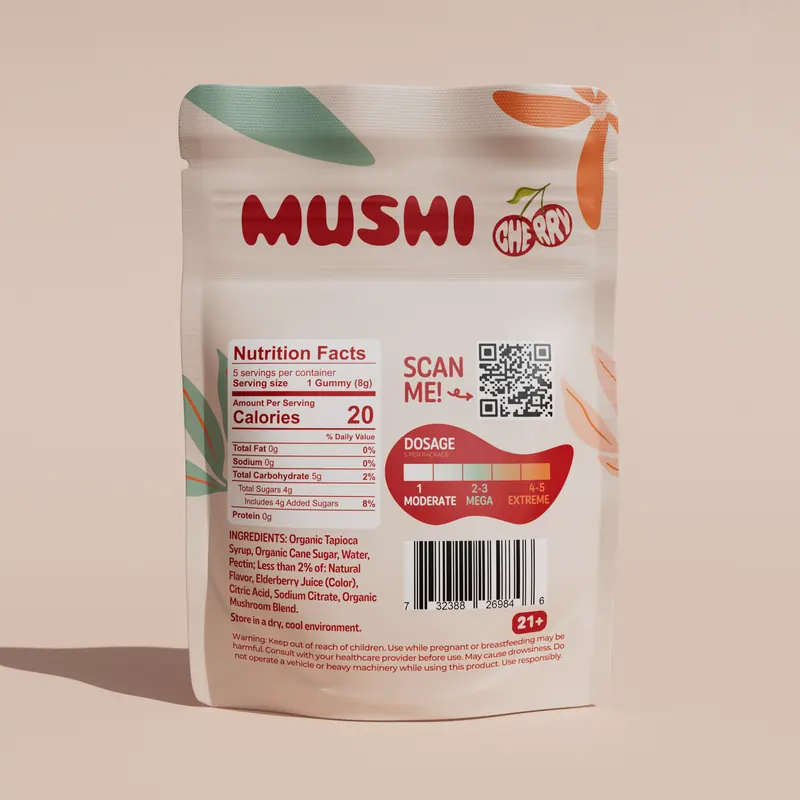 MUSHI
CHERRY
Nutrition Facts
5 servings per container
Serving size 1 Gummy (8g)
Amount Per Serving
Calories 20
% Daily Value
Total Fat 0g 0%
Sodium 0g 0%
Total Carbohydrate 5g 2%
Total Sugars 4g
Includes 4g Added Sugars 8%
Protein 0g
INGREDIENTS: Organic Tapioca
Syrup, Organic Cane Sugar, Water,
Pectin; Less than 2% of: Natural
Flavor, Elderberry Juice (Color),
Citric Acid, Sodium Citrate, Organic
Mushroom Blend.
Store in a dry, cool environment.
SCAN
ME!
DOSAGE
5 PER PACKAGE
1 2-3 4-5
MODERATE MEGA EXTREME
7 32388 26984 6
21+
Warning: Keep out of reach of children. Use while pregnant or breastfeeding may be
harmful. Consult with your healthcare provider before use. May cause drowsiness. Do
not operate a vehicle or heavy machinery while using this product. Use responsibly.